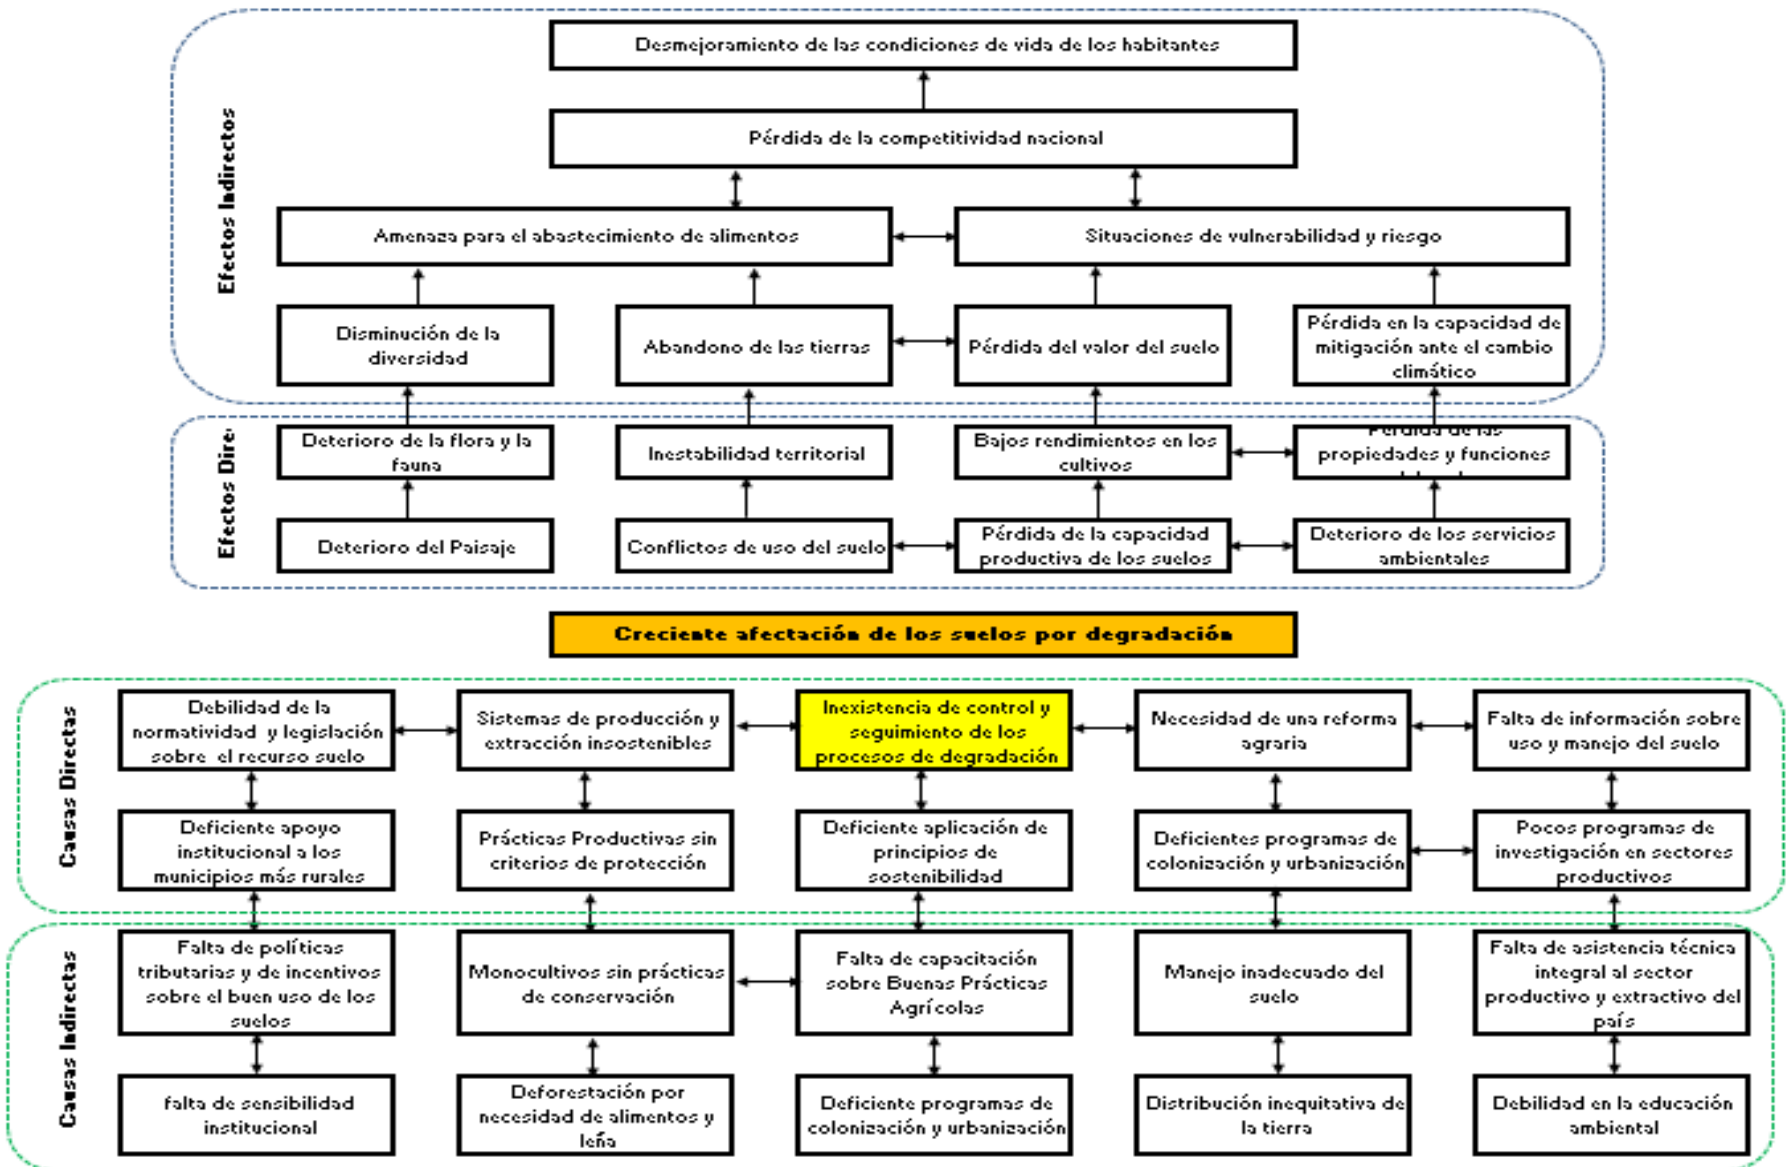 Desmejoramiento de las condiciones de vida de los habitantes
Pérdida de la competitividad nacional
Efectos Indirectos
Amenaza para el abastecimiento de alimentos
Situaciones de vulnerabilidad y riesgo
Disminución de la
diversidad
Abandono de las tierras
Pérdida del valor del suelo
Pérdida en la capacidad de
mitigación ante el cambio
climático
Efectos Dire
Deterioro de la flora y la
fauna
Inestabilidad territorial
Bajos rendimientos en los
cultivos
Pérdida de las
propiedades y funciones
Deterioro del Paisaje
Conflictos de uso del suelo
Pérdida de la capacidad
productiva de los suelos
Deterioro de los servicios
ambientales
Creciente afectación de los suelos por degradación
Causas Directas
Debilidad de la
normatividad y legislación
sobre el recurso suelo
Sistemas de producción y
extracción insostenibles
Inexistencia de control y
seguimiento de los
procesos de degradación
Necesidad de una reforma
agraria
Falta de información sobre
uso y manejo del suelo
Deficiente apoyo
institucional a los
municipios más rurales
Prácticas Productivas sin
criterios de protección
Deficiente aplicación de
principios de
sostenibilidad
Deficientes programas de
colonización y urbanización
Pocos programas de
investigación en sectores
productivos
Causas Indirectas
Falta de políticas
tributarias y de incentivos
sobre el buen uso de los
suelos
Monocultivos sin prácticas
de conservación
Falta de capacitación
sobre Buenas Prácticas
Agrícolas
Manejo inadecuado del
suelo
Falta de asistencia técnica
integral al sector
productivo y extractivo del
país
falta de sensibilidad
institucional
Deforestación por
necesidad de alimentos y
leña
Deficiente programas de
colonización y urbanización
Distribución inequitativa de
la tierra
Debilidad en la educación
ambiental